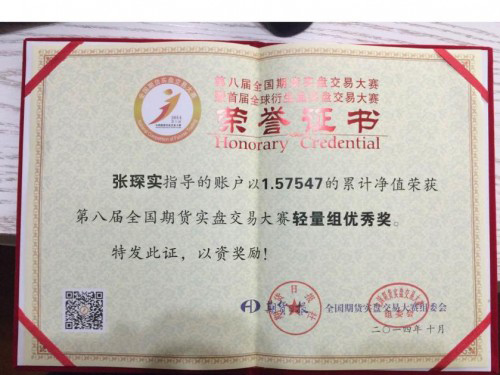 第八届全国期货实盘交易大赛
暨首届全球衍生品实盘交易大赛
荣誉证书
Honorary Credential
张琛实指导的账户以1.57547的累计净值荣获
第八届全国期货实盘交易大赛轻量组优秀奖。
特发此证，以资奖励！
期货日报
全国期货实盘交易大赛组委会
二〇一四年十月